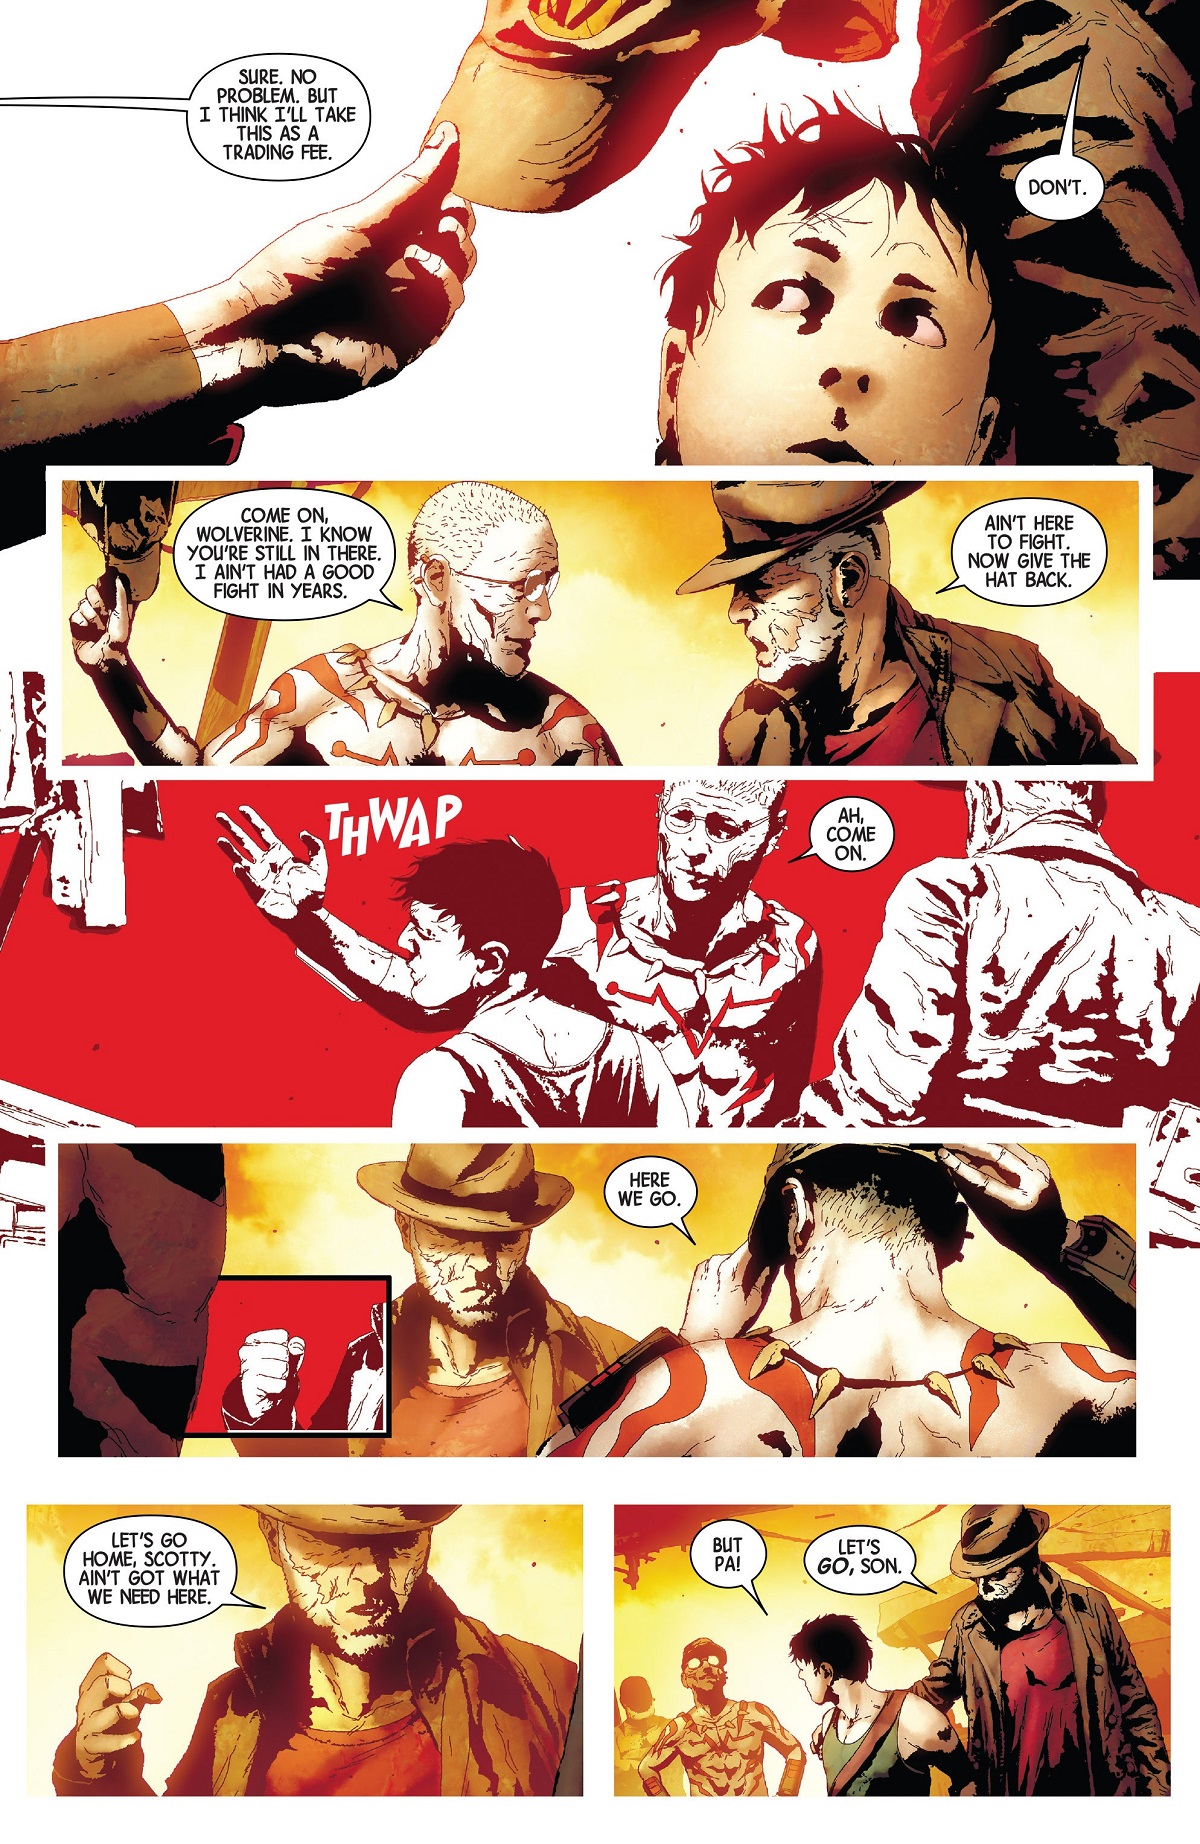 SURE. NO
PROBLEM. BUT
I THINK I'LL TAKE
THIS AS A
TRADING FEE.
DON'T.
COME ON,
WOLVERINE. I KNOW
YOU'RE STILL IN THERE.
I AIN'T HAD A GOOD
FIGHT IN YEARS.
AIN'T HERE
TO FIGHT.
NOW GIVE THE
HAT BACK.
THWAP
AH,
COME
ON.
HERE
WE GO.
LET'S GO
HOME, SCOTTY.
AIN'T GOT WHAT
WE NEED HERE.
BUT
PA!
LET'S
GO, SON.